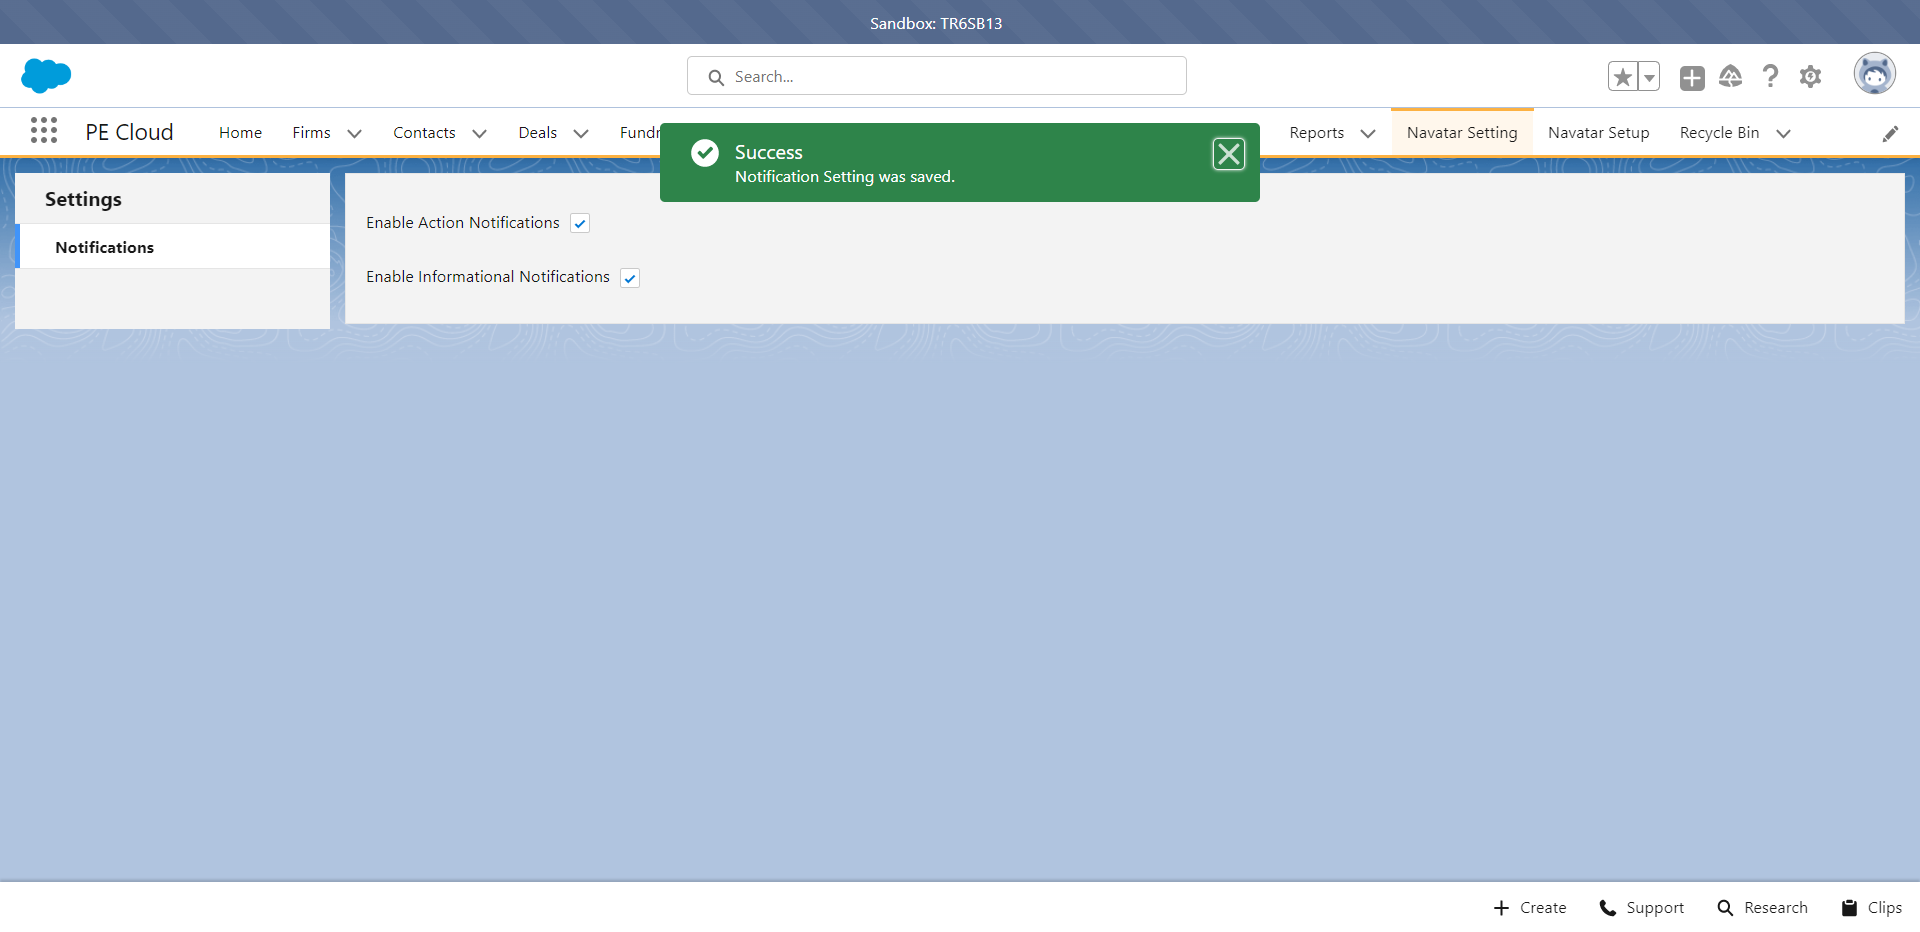 Sandbox: TR6SB13
Search...
PE Cloud Home Firms Contacts Deals Fundr Reports Navatar Setting Navatar Setup Recycle Bin
Success
Notification Setting was saved.
Settings
Notifications
Enable Action Notifications
Enable Informational Notifications
Create Support Research Clips